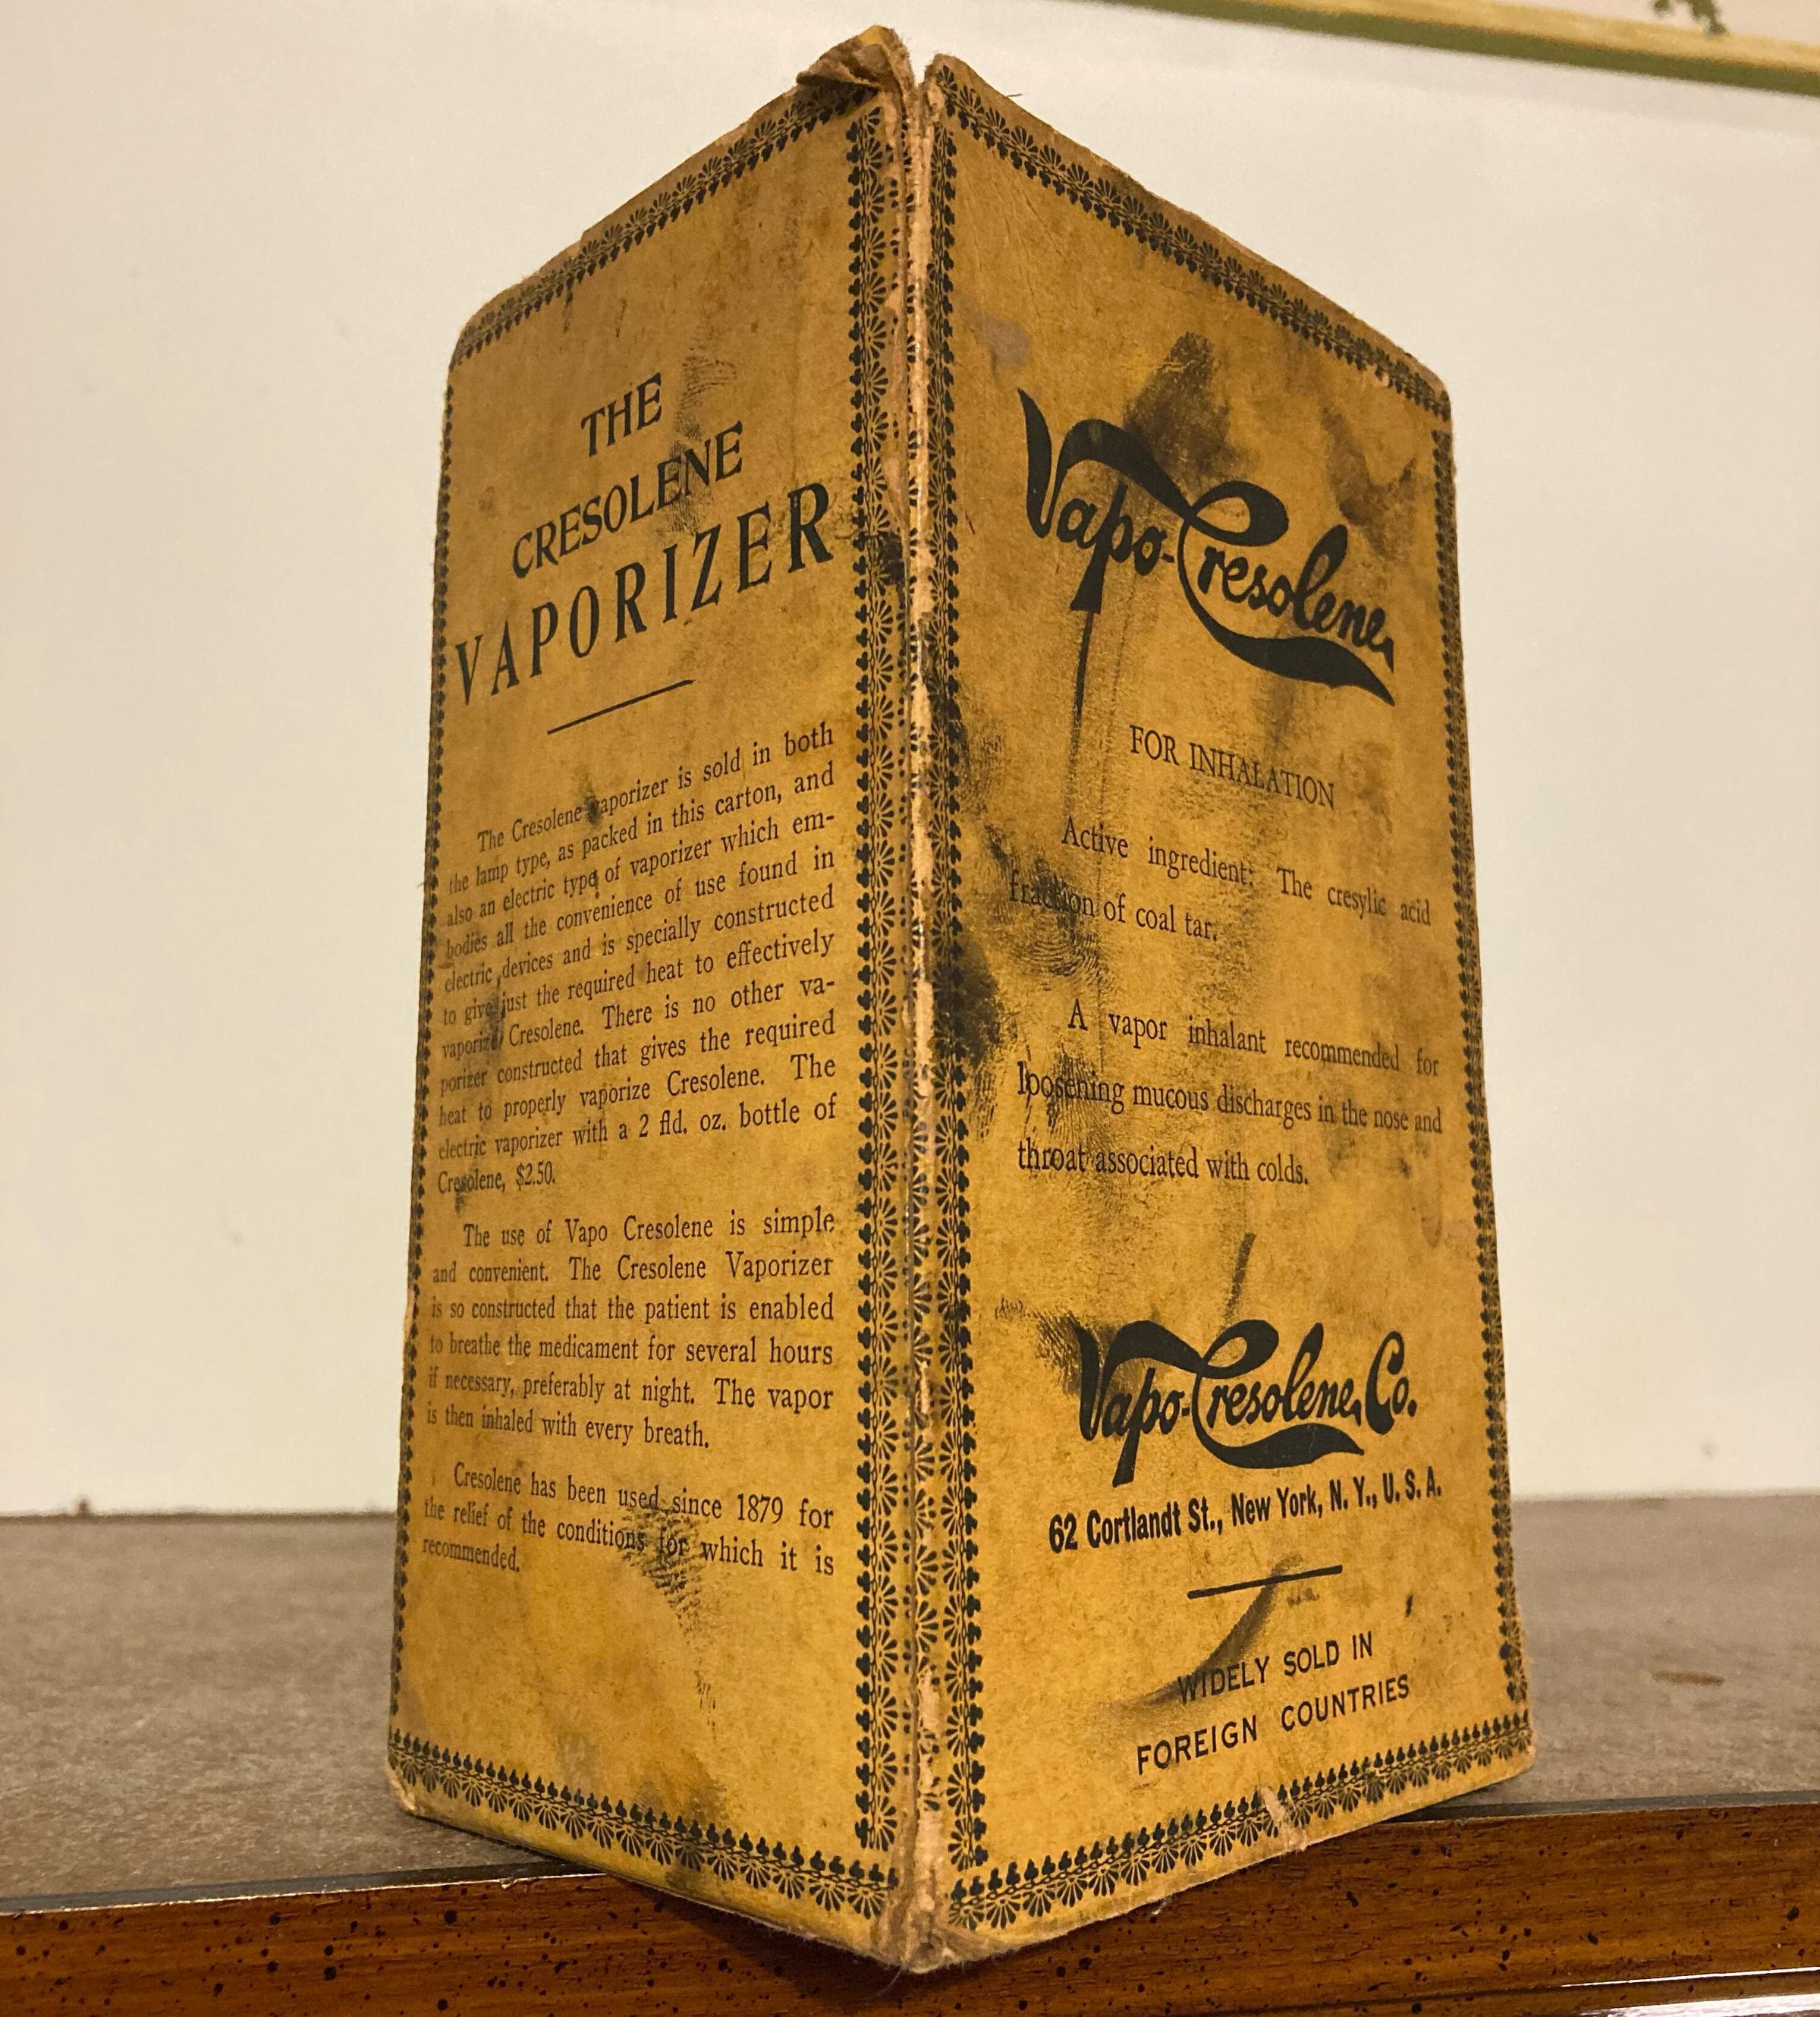 THE
CRESOLENE
VAPORIZER
The Cresolene Vaporizer is sold in both
the lamp type, as packed in this carton, and
also an electric type of vaporizer which em-
bodies all the convenience of use found in
electric devices and is specially constructed
to give just the required heat to effectively
vaporize Cresolene. There is no other va-
porizer constructed that gives the required
heat to properly vaporize Cresolene. The
electric vaporizer with a 2 fld. oz. bottle of
Cresolene, $2.50.
The use of Vapo Cresolene is simple
and convenient. The Cresolene Vaporizer
is so constructed that the patient is enabled
to breathe the medicament for several hours
if necessary, preferably at night. The vapor
is then inhaled with every breath.
Cresolene has been used since 1879 for
the relief of the conditions for which it is
recommended.
Vapo-Cresolene
FOR INHALATION
Active ingredient: The cresylic acid
fraction of coal tar.
A vapor inhalant recommended for
loosening mucous discharges in the nose and
throat associated with colds.
Vapo-Cresolene Co.
62 Cortlandt St., New York, N. Y., U. S. A.
WIDELY SOLD IN
FOREIGN COUNTRIES